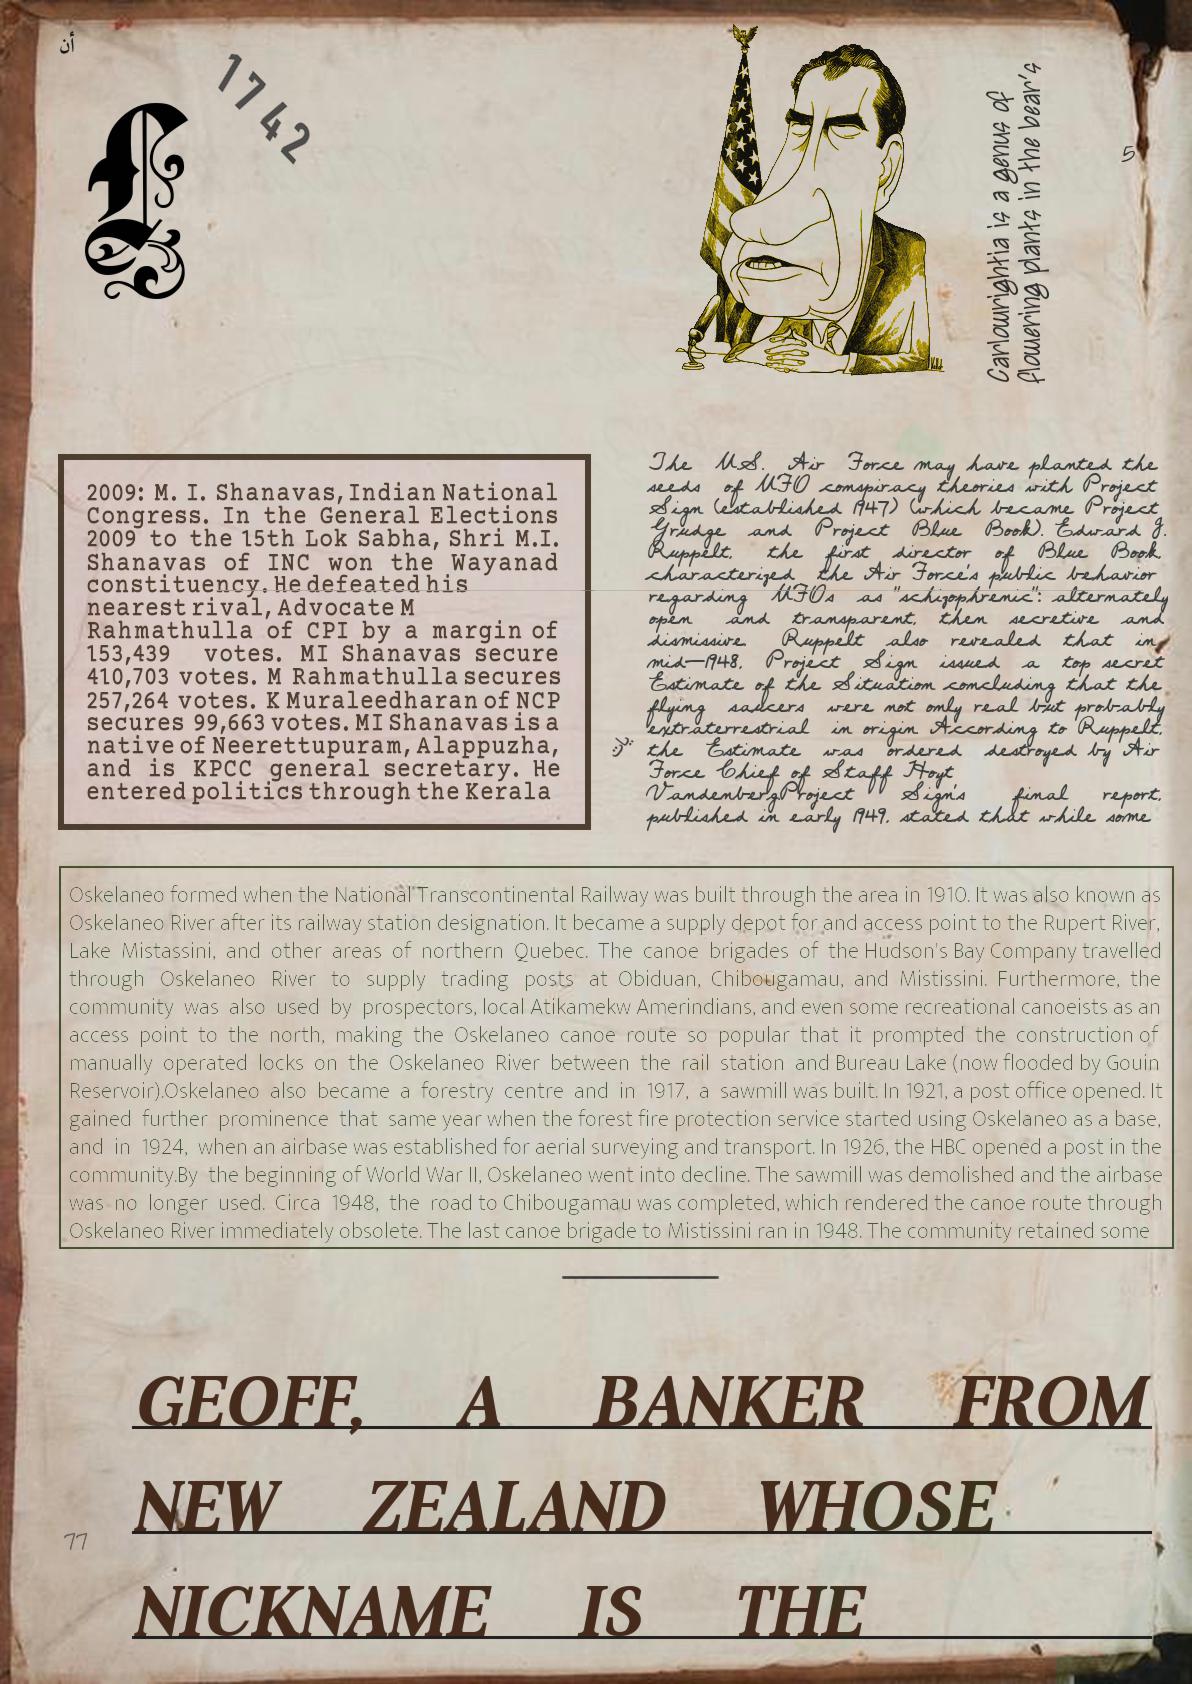 أن
1742
L
Carlowrightia is a genus of
flowering plants in the bear's
5
2009: M. I. Shanavas, Indian National
Congress. In the General Elections
2009 to the 15th Lok Sabha, Shri M.I.
Shanavas of INC won the Wayanad
constituency. He defeated his
nearest rival, Advocate M
Rahmathulla of CPI by a margin of
153,439 votes. MI Shanavas secure
410,703 votes. M Rahmathulla secures
257,264 votes. K Muraleedharan of NCP
secures 99,663 votes. MI Shanavas is a
native of Neerettupuram, Alappuzha,
and is KPCC general secretary. He
entered politics through the Kerala
The U.S. Air Force may have planted the
seeds of UFO conspiracy theories with Project
Sign (established 1947) (which became Project
Grudge and Project Blue Book). Edward J.
Ruppelt, the first director of Blue Book,
characterized the Air Force's public behavior
regarding UFOs as "schizophrenic": alternately
open and transparent, then secretive and
dismissive. Ruppelt also revealed that in
mid—1948, Project Sign issued a top secret
Estimate of the Situation concluding that the
flying saucers were not only real but probably
extraterrestrial in origin According to Ruppelt,
the Estimate was ordered destroyed by Air
Force Chief of Staff Hoyt
VandenbergProject Sign's final report,
published in early 1949, stated that while some
Oskelaneo formed when the National Transcontinental Railway was built through the area in 1910. It was also known as
Oskelaneo River after its railway station designation. It became a supply depot for and access point to the Rupert River,
Lake Mistassini, and other areas of northern Quebec. The canoe brigades of the Hudson's Bay Company travelled
through Oskelaneo River to supply trading posts at Obiduan, Chibougamau, and Mistissini. Furthermore, the
community was also used by prospectors, local Atikamekw Amerindians, and even some recreational canoeists as an
access point to the north, making the Oskelaneo canoe route so popular that it prompted the construction of
manually operated locks on the Oskelaneo River between the rail station and Bureau Lake (now flooded by Gouin
Reservoir).Oskelaneo also became a forestry centre and in 1917, a sawmill was built. In 1921, a post office opened. It
gained further prominence that same year when the forest fire protection service started using Oskelaneo as a base,
and in 1924, when an airbase was established for aerial surveying and transport. In 1926, the HBC opened a post in the
community.By the beginning of World War II, Oskelaneo went into decline. The sawmill was demolished and the airbase
was no longer used. Circa 1948, the road to Chibougamau was completed, which rendered the canoe route through
Oskelaneo River immediately obsolete. The last canoe brigade to Mistissini ran in 1948. The community retained some
GEOFF, A BANKER FROM
NEW ZEALAND WHOSE
NICKNAME IS THE
77